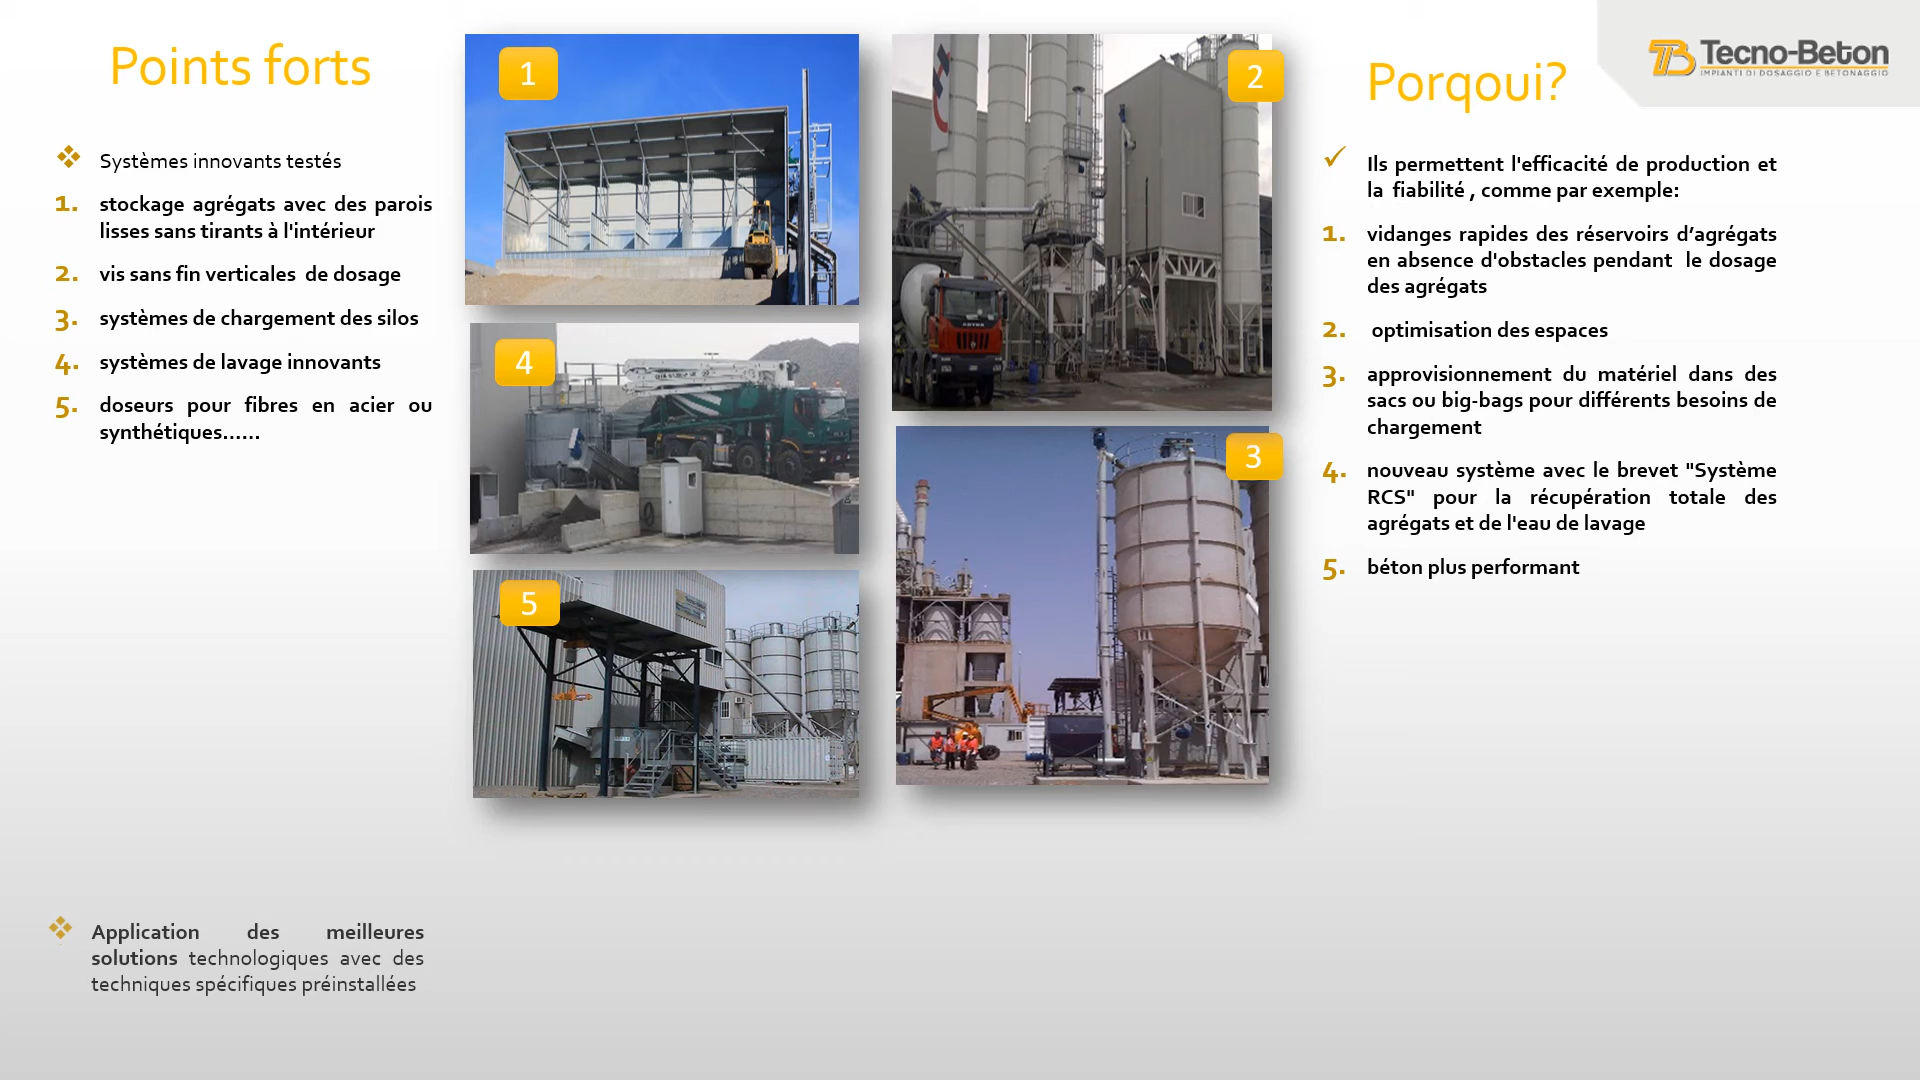 Points forts
Systèmes innovants testés
1. stockage agrégats avec des parois
lisses sans tirants à l'intérieur
2. vis sans fin verticales de dosage
3. systèmes de chargement des silos
4. systèmes de lavage innovants
5. doseurs pour fibres en acier ou
synthétiques......
Application des meilleures
solutions technologiques avec des
techniques spécifiques préinstallées
1
4
5
2
3
Porqoui?
Ils permettent l'efficacité de production et
la fiabilité , comme par exemple:
1. vidanges rapides des réservoirs d’agrégats
en absence d'obstacles pendant le dosage
des agrégats
2. optimisation des espaces
3. approvisionnement du matériel dans des
sacs ou big-bags pour différents besoins de
chargement
4. nouveau système avec le brevet "Système
RCS" pour la récupération totale des
agrégats et de l'eau de lavage
5. béton plus performant
TB Tecno-Beton
IMPIANTI DI DOSAGGIO E BETONAGGIO